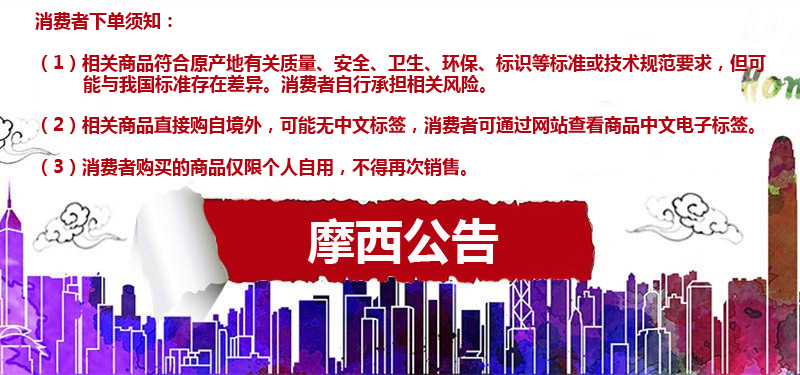 消费者下单须知：
（1）相关商品符合原产地有关质量、安全、卫生、环保、标识等标准或技术规范要求，但可
能与我国标准存在差异。消费者自行承担相关风险。
（2）相关商品直接购自境外，可能无中文标签，消费者可通过网站查看商品中文电子标签。
（3）消费者购买的商品仅限个人自用，不得再次销售。
摩西公告